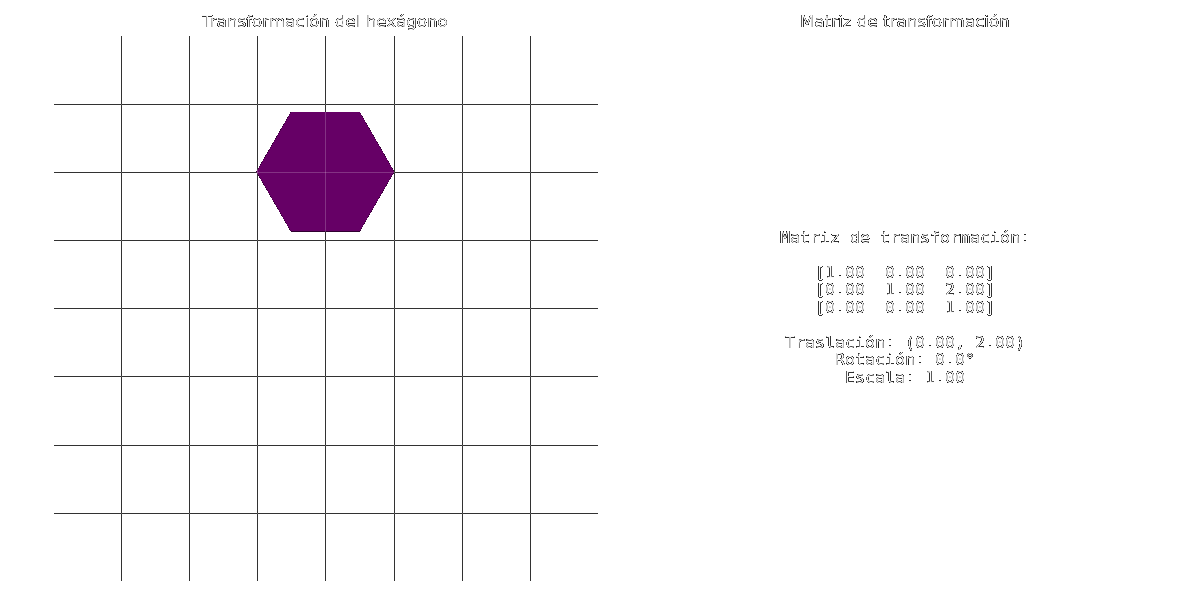 Transformación del hexágono
Matriz de transformación
Matriz de transformación:
[1.00  0.00  0.00]
[0.00  1.00  2.00]
[0.00  0.00  1.00]
Traslación: (0.00, 2.00)
Rotación: 0.0°
Escala: 1.00